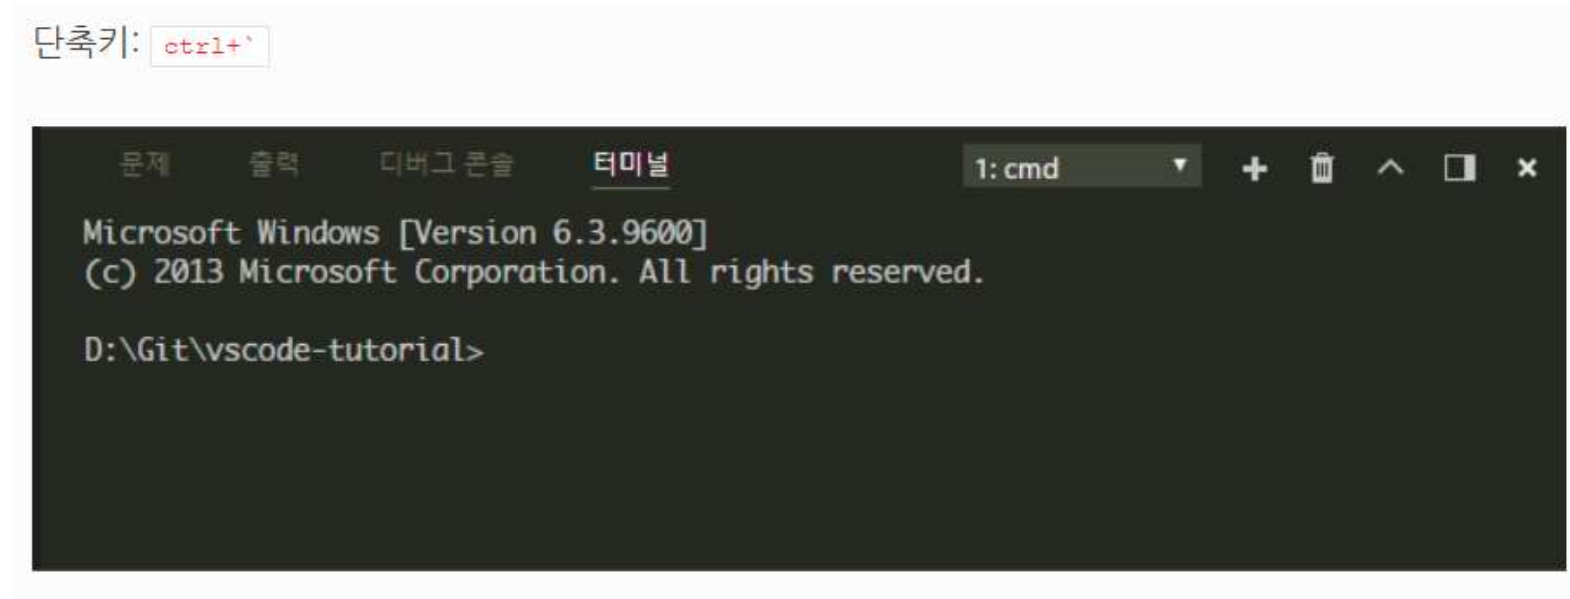 단축키: ctrl+`
문제 출력 디버그 콘솔 터미널 1: cmd
Microsoft Windows [Version 6.3.9600]
(c) 2013 Microsoft Corporation. All rights reserved.
D:\Git\vscode-tutorial>